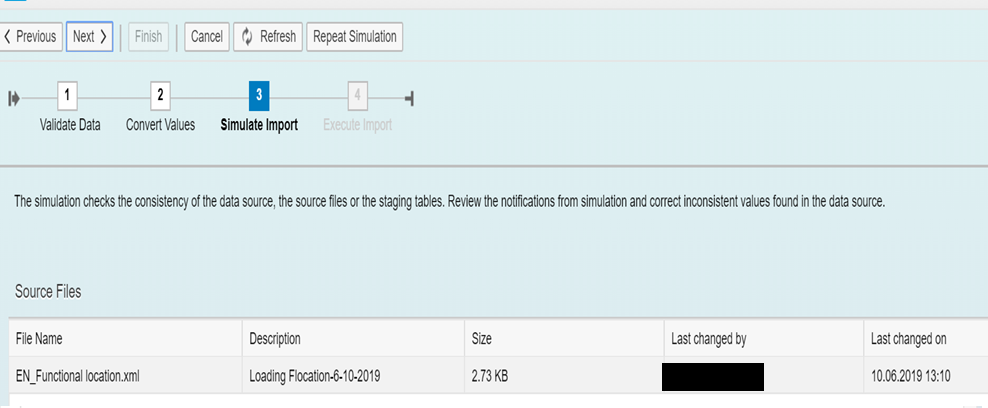 Previous Next Finish Cancel Refresh Repeat Simulation
1 2 3 4
Validate Data Convert Values Simulate Import Execute Import
The simulation checks the consistency of the data source, the source files or the staging tables. Review the notifications from simulation and correct inconsistent values found in the data source.
Source Files
File Name Description Size Last changed by Last changed on
EN_Functional location.xml Loading Flocation-6-10-2019 2.73 KB 10.06.2019 13:10